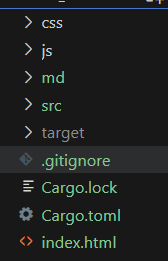 css
js
md
src
target
.gitignore
Cargo.lock
Cargo.toml
index.html